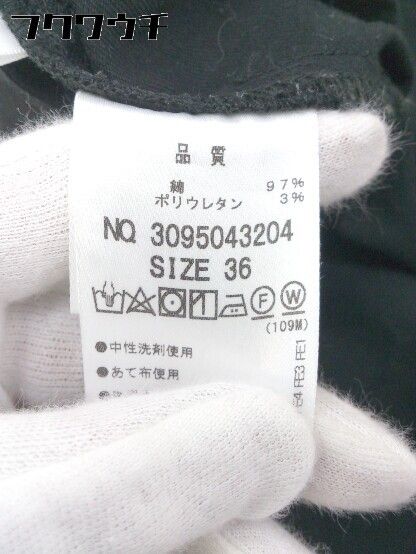 フクワウチ
品質
綿 97%
ポリウレタン 3%
NQ 3095043204
SIZE 36
F W
(109M)
●中性洗剤使用
●あて布使用